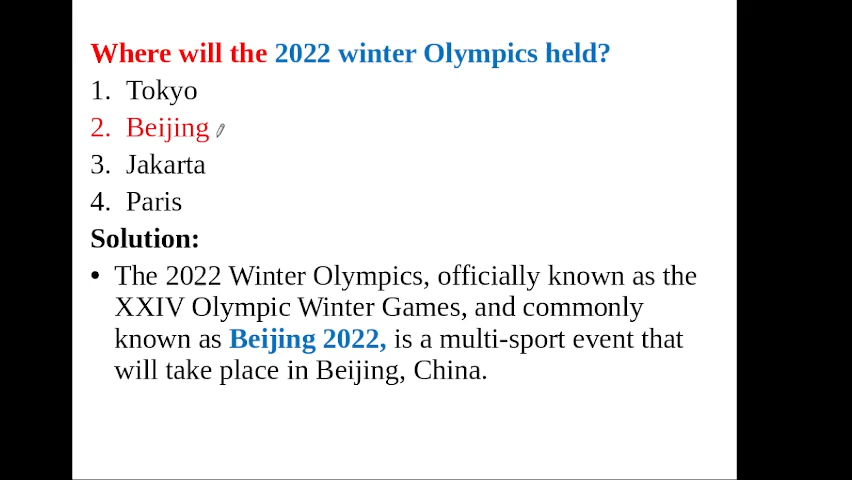 Where will the 2022 winter Olympics held?
1. Tokyo
2. Beijing
3. Jakarta
4. Paris
Solution:
• The 2022 Winter Olympics, officially known as the
XXIV Olympic Winter Games, and commonly
known as Beijing 2022, is a multi-sport event that
will take place in Beijing, China.